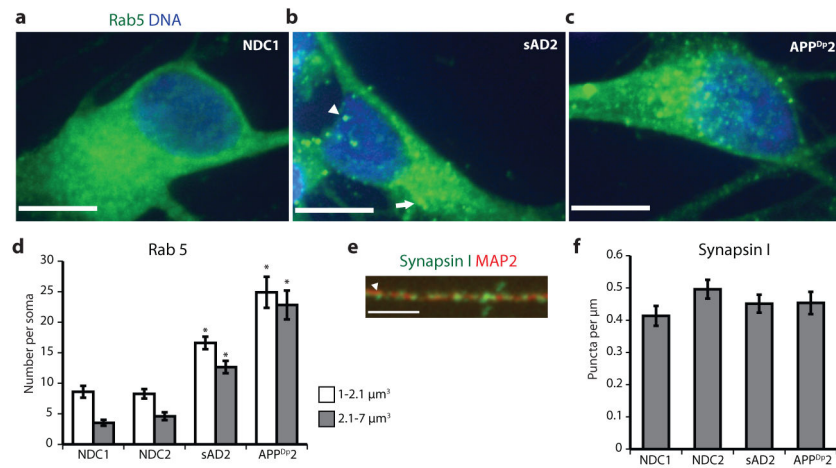 a
Rab5 DNA
NDC1
b
sAD2
c
APPᴰᵖ2
d
Rab 5
Number per soma
30
25
20
15
10
5
0
NDC1 NDC2 sAD2 APPᴰᵖ2
* * * *
1-2.1 μm³
2.1-7 μm³
e
Synapsin I MAP2
f
Synapsin I
Puncta per μm
0.6
0.5
0.4
0.3
0.2
0.1
0
NDC1 NDC2 sAD2 APPᴰᵖ2